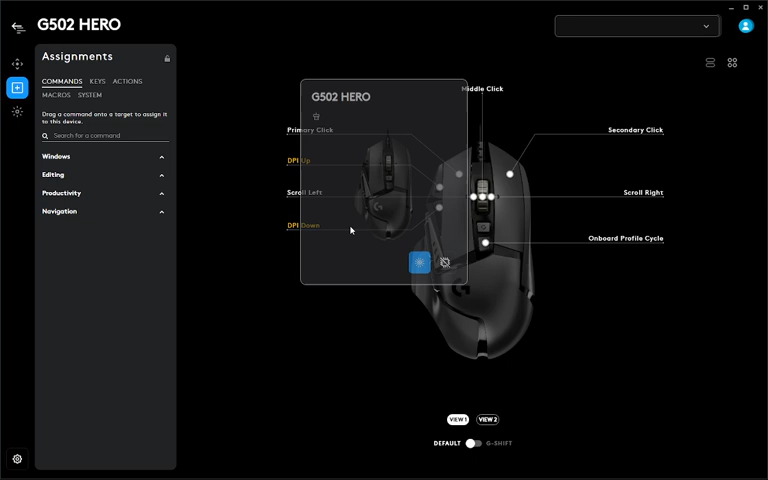 G502 HERO
Assignments
COMMANDS KEYS ACTIONS
MACROS SYSTEM
Drag a command onto a target to assign it
to this device.
Search for a command
Windows
Editing
Productivity
Navigation
G502 HERO
Middle Click
Primary Click
Secondary Click
DPI Up
Scroll Left
Scroll Right
DPI Down
Onboard Profile Cycle
VIEW 1 VIEW 2
DEFAULT G-SHIFT